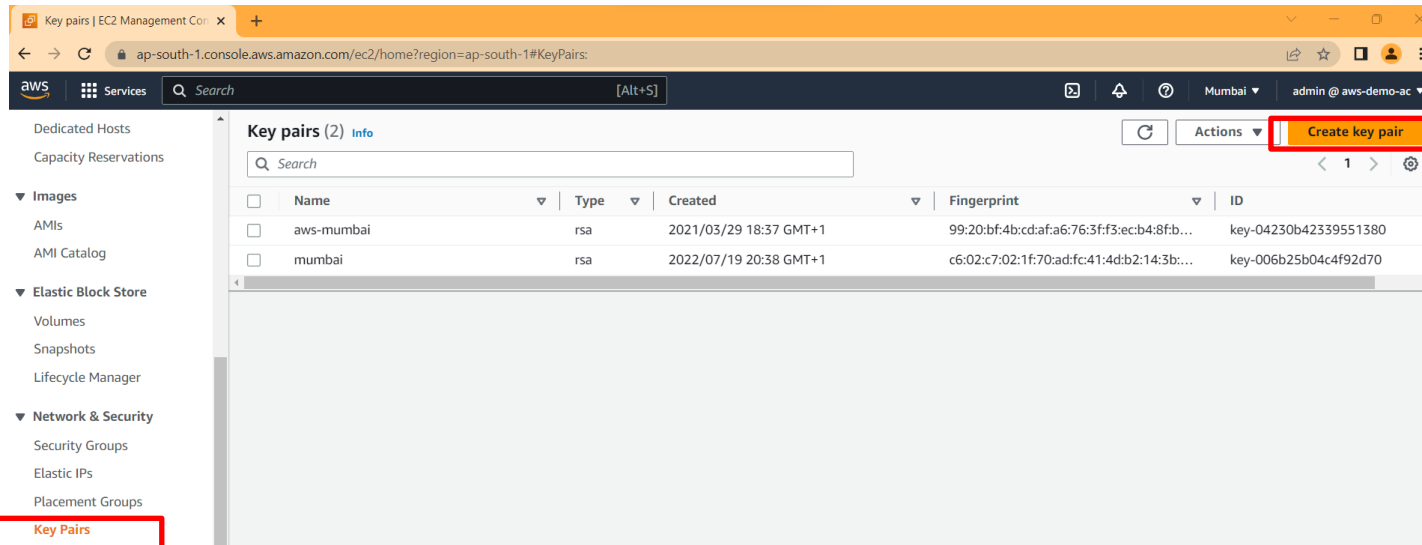 Key pairs | EC2 Management Con
ap-south-1.console.aws.amazon.com/ec2/home?region=ap-south-1#KeyPairs:
aws Services Search [Alt+S] Mumbai admin @ aws-demo-ac
Dedicated Hosts
Capacity Reservations
Images
AMIs
AMI Catalog
Elastic Block Store
Volumes
Snapshots
Lifecycle Manager
Network & Security
Security Groups
Elastic IPs
Placement Groups
Key Pairs
Key pairs (2) Info Actions Create key pair
Search 1
Name Type Created Fingerprint ID
aws-mumbai rsa 2021/03/29 18:37 GMT+1 99:20:bf:4b:cd:af:a6:76:3f:f3:ec:b4:8f:b... key-04230b42339551380
mumbai rsa 2022/07/19 20:38 GMT+1 c6:02:c7:02:1f:70:ad:fc:41:4d:b2:14:3b:... key-006b25b04c4f92d70